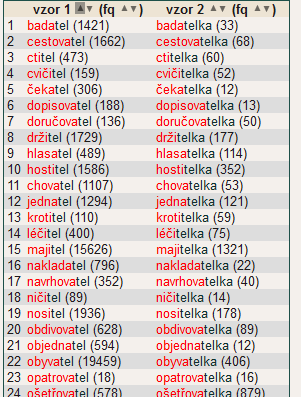 vzor 1 ▲▼ (fq ▲▼) vzor 2 ▲▼ (fq ▲▼)
1 badatel (1421) badatelka (33)
2 cestovatel (1662) cestovatelka (68)
3 ctitel (473) ctitelka (60)
4 cvičitel (159) cvičitelka (52)
5 čekatel (306) čekatelka (12)
6 dopisovatel (188) dopisovatelka (13)
7 doručovatel (136) doručovatelka (50)
8 držitel (1729) držitelka (177)
9 hlasatel (489) hlasatelka (114)
10 hostitel (1586) hostitelka (352)
11 chovatel (1107) chovatelka (53)
12 jednatel (1294) jednatelka (121)
13 krotitel (110) krotitelka (59)
14 léčitel (400) léčitelka (75)
15 majitel (15626) majitelka (1321)
16 nakladatel (796) nakladatelka (22)
17 navrhovatel (352) navrhovatelka (40)
18 ničitel (89) ničitelka (14)
19 nositel (1936) nositelka (178)
20 obdivovatel (628) obdivovatelka (89)
21 objednatel (594) objednatelka (12)
22 obyvatel (19459) obyvatelka (406)
23 opatrovatel (18) opatrovatelka (16)
24 ošetřovatel (578) ošetřovatelka (879)